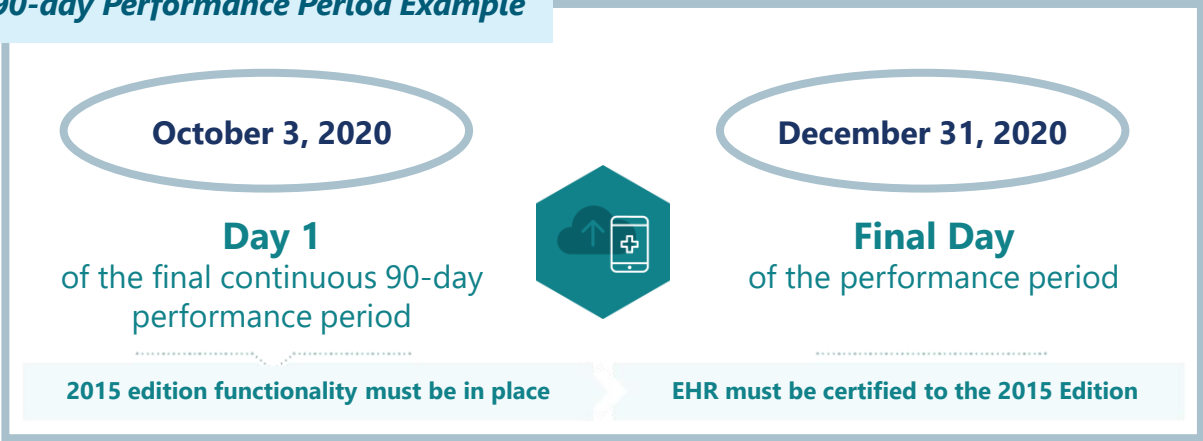 90-day Performance Period Example
October 3, 2020
December 31, 2020
Day 1
of the final continuous 90-day
performance period
Final Day
of the performance period
2015 edition functionality must be in place
EHR must be certified to the 2015 Edition